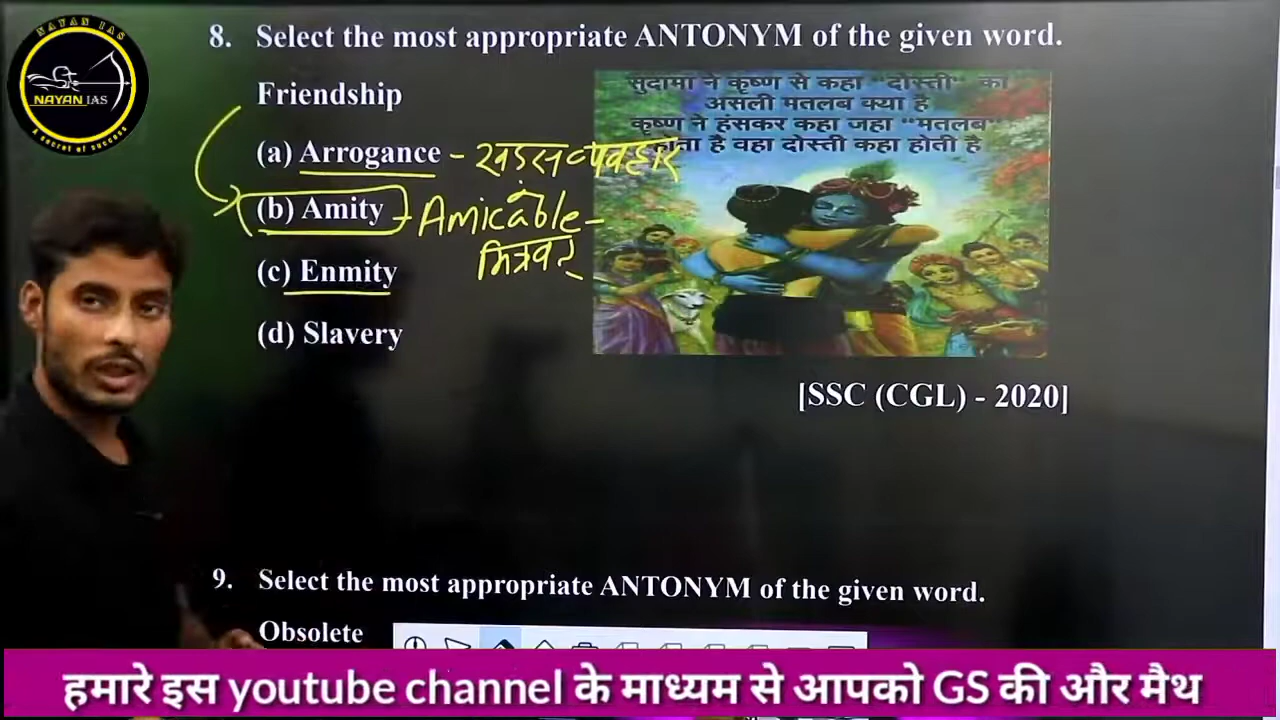 NAYAN IAS
NAYAN IAS
A secret of success
8. Select the most appropriate ANTONYM of the given word.
Friendship
(a) Arrogance - खड़स व्यवहार
(b) Amity - Amicable -
मित्रवत्
(c) Enmity
(d) Slavery
सुदामा ने कृष्ण से कहा "दोस्ती" का
असली मतलब क्या है
कृष्ण ने हंसकर कहा जहा "मतलब"
होता है वहा दोस्ती कहा होती है
[SSC (CGL) - 2020]
9. Select the most appropriate ANTONYM of the given word.
Obsolete
हमारे इस youtube channel के माध्यम से आपको GS की और मैथ